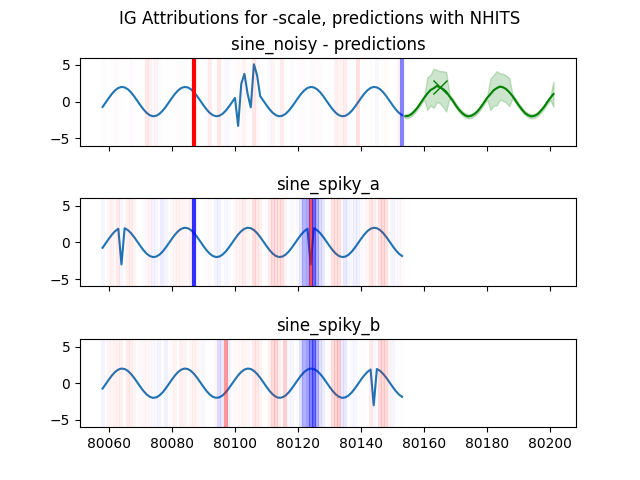 IG Attributions for -scale, predictions with NHITS
sine_noisy - predictions
5
0
−5
sine_spiky_a
5
0
−5
sine_spiky_b
5
0
−5
80060 80080 80100 80120 80140 80160 80180 80200